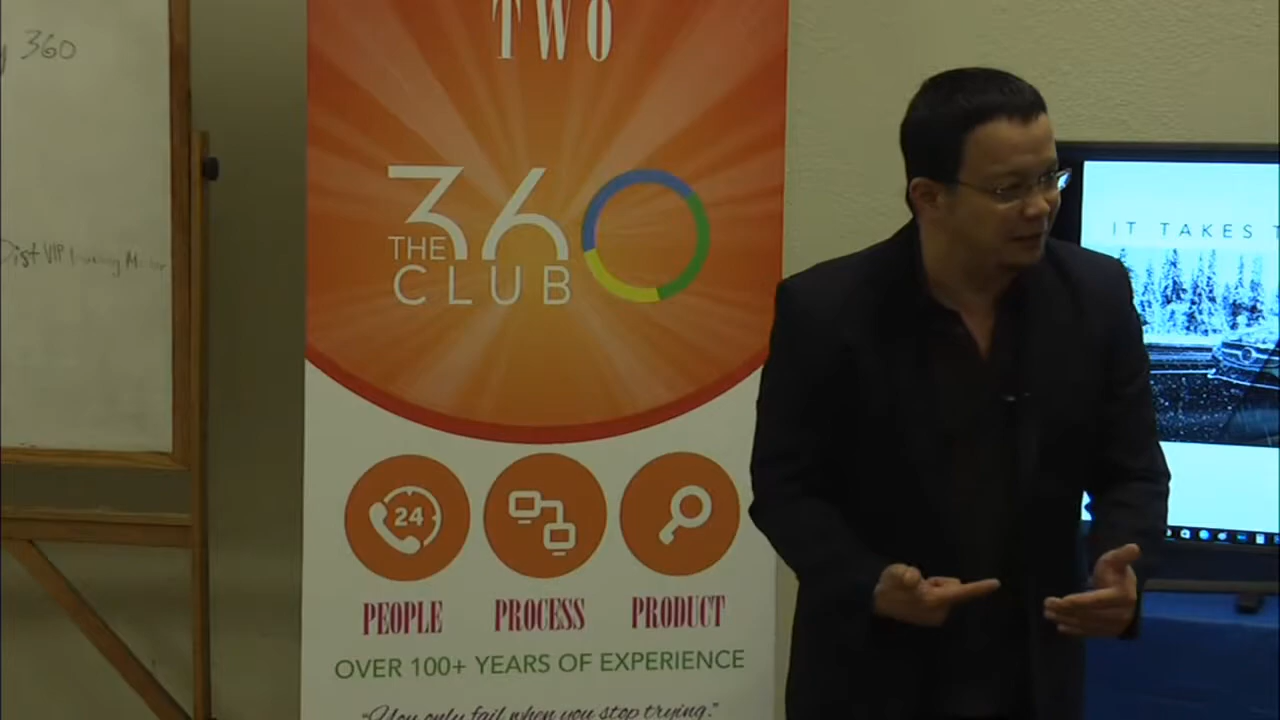 360
Dist VIP
TWO
360
THE
CLUB
24
PEOPLE PROCESS PRODUCT
OVER 100+ YEARS OF EXPERIENCE
"You only fail when you stop trying."
IT TAKES T